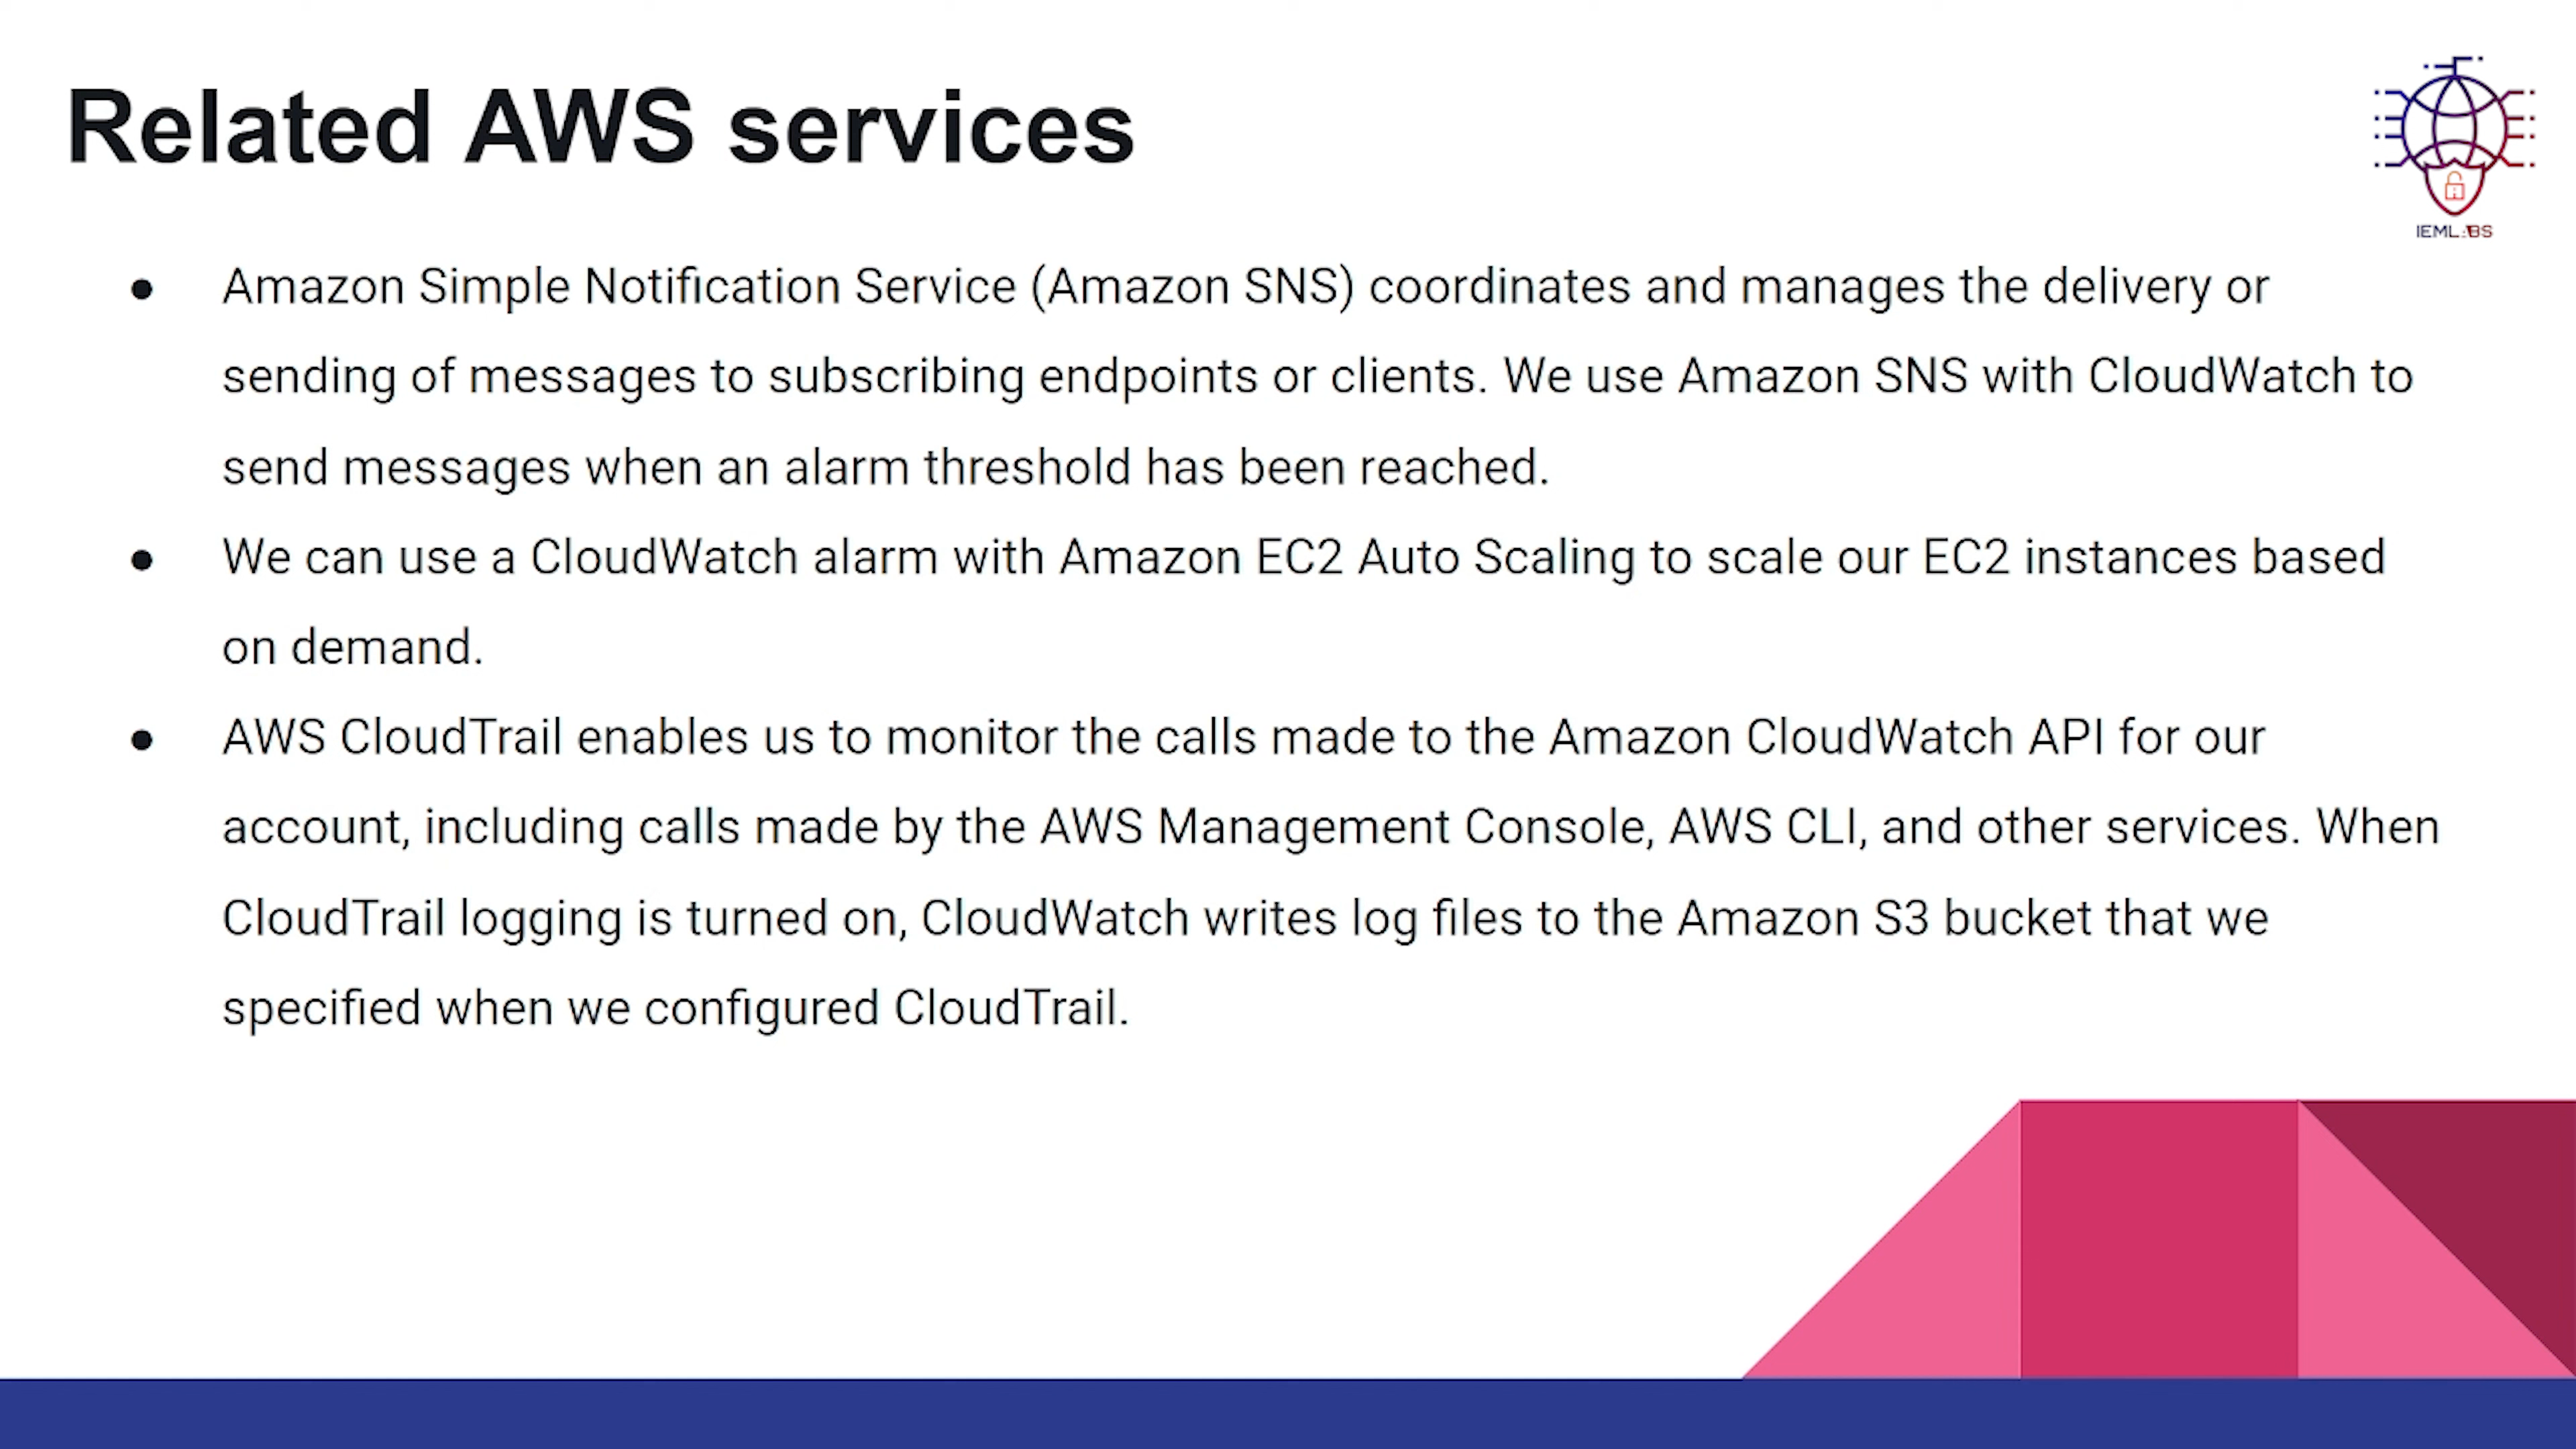 Related AWS services
IEMLABS
● Amazon Simple Notification Service (Amazon SNS) coordinates and manages the delivery or
sending of messages to subscribing endpoints or clients. We use Amazon SNS with CloudWatch to
send messages when an alarm threshold has been reached.
● We can use a CloudWatch alarm with Amazon EC2 Auto Scaling to scale our EC2 instances based
on demand.
● AWS CloudTrail enables us to monitor the calls made to the Amazon CloudWatch API for our
account, including calls made by the AWS Management Console, AWS CLI, and other services. When
CloudTrail logging is turned on, CloudWatch writes log files to the Amazon S3 bucket that we
specified when we configured CloudTrail.